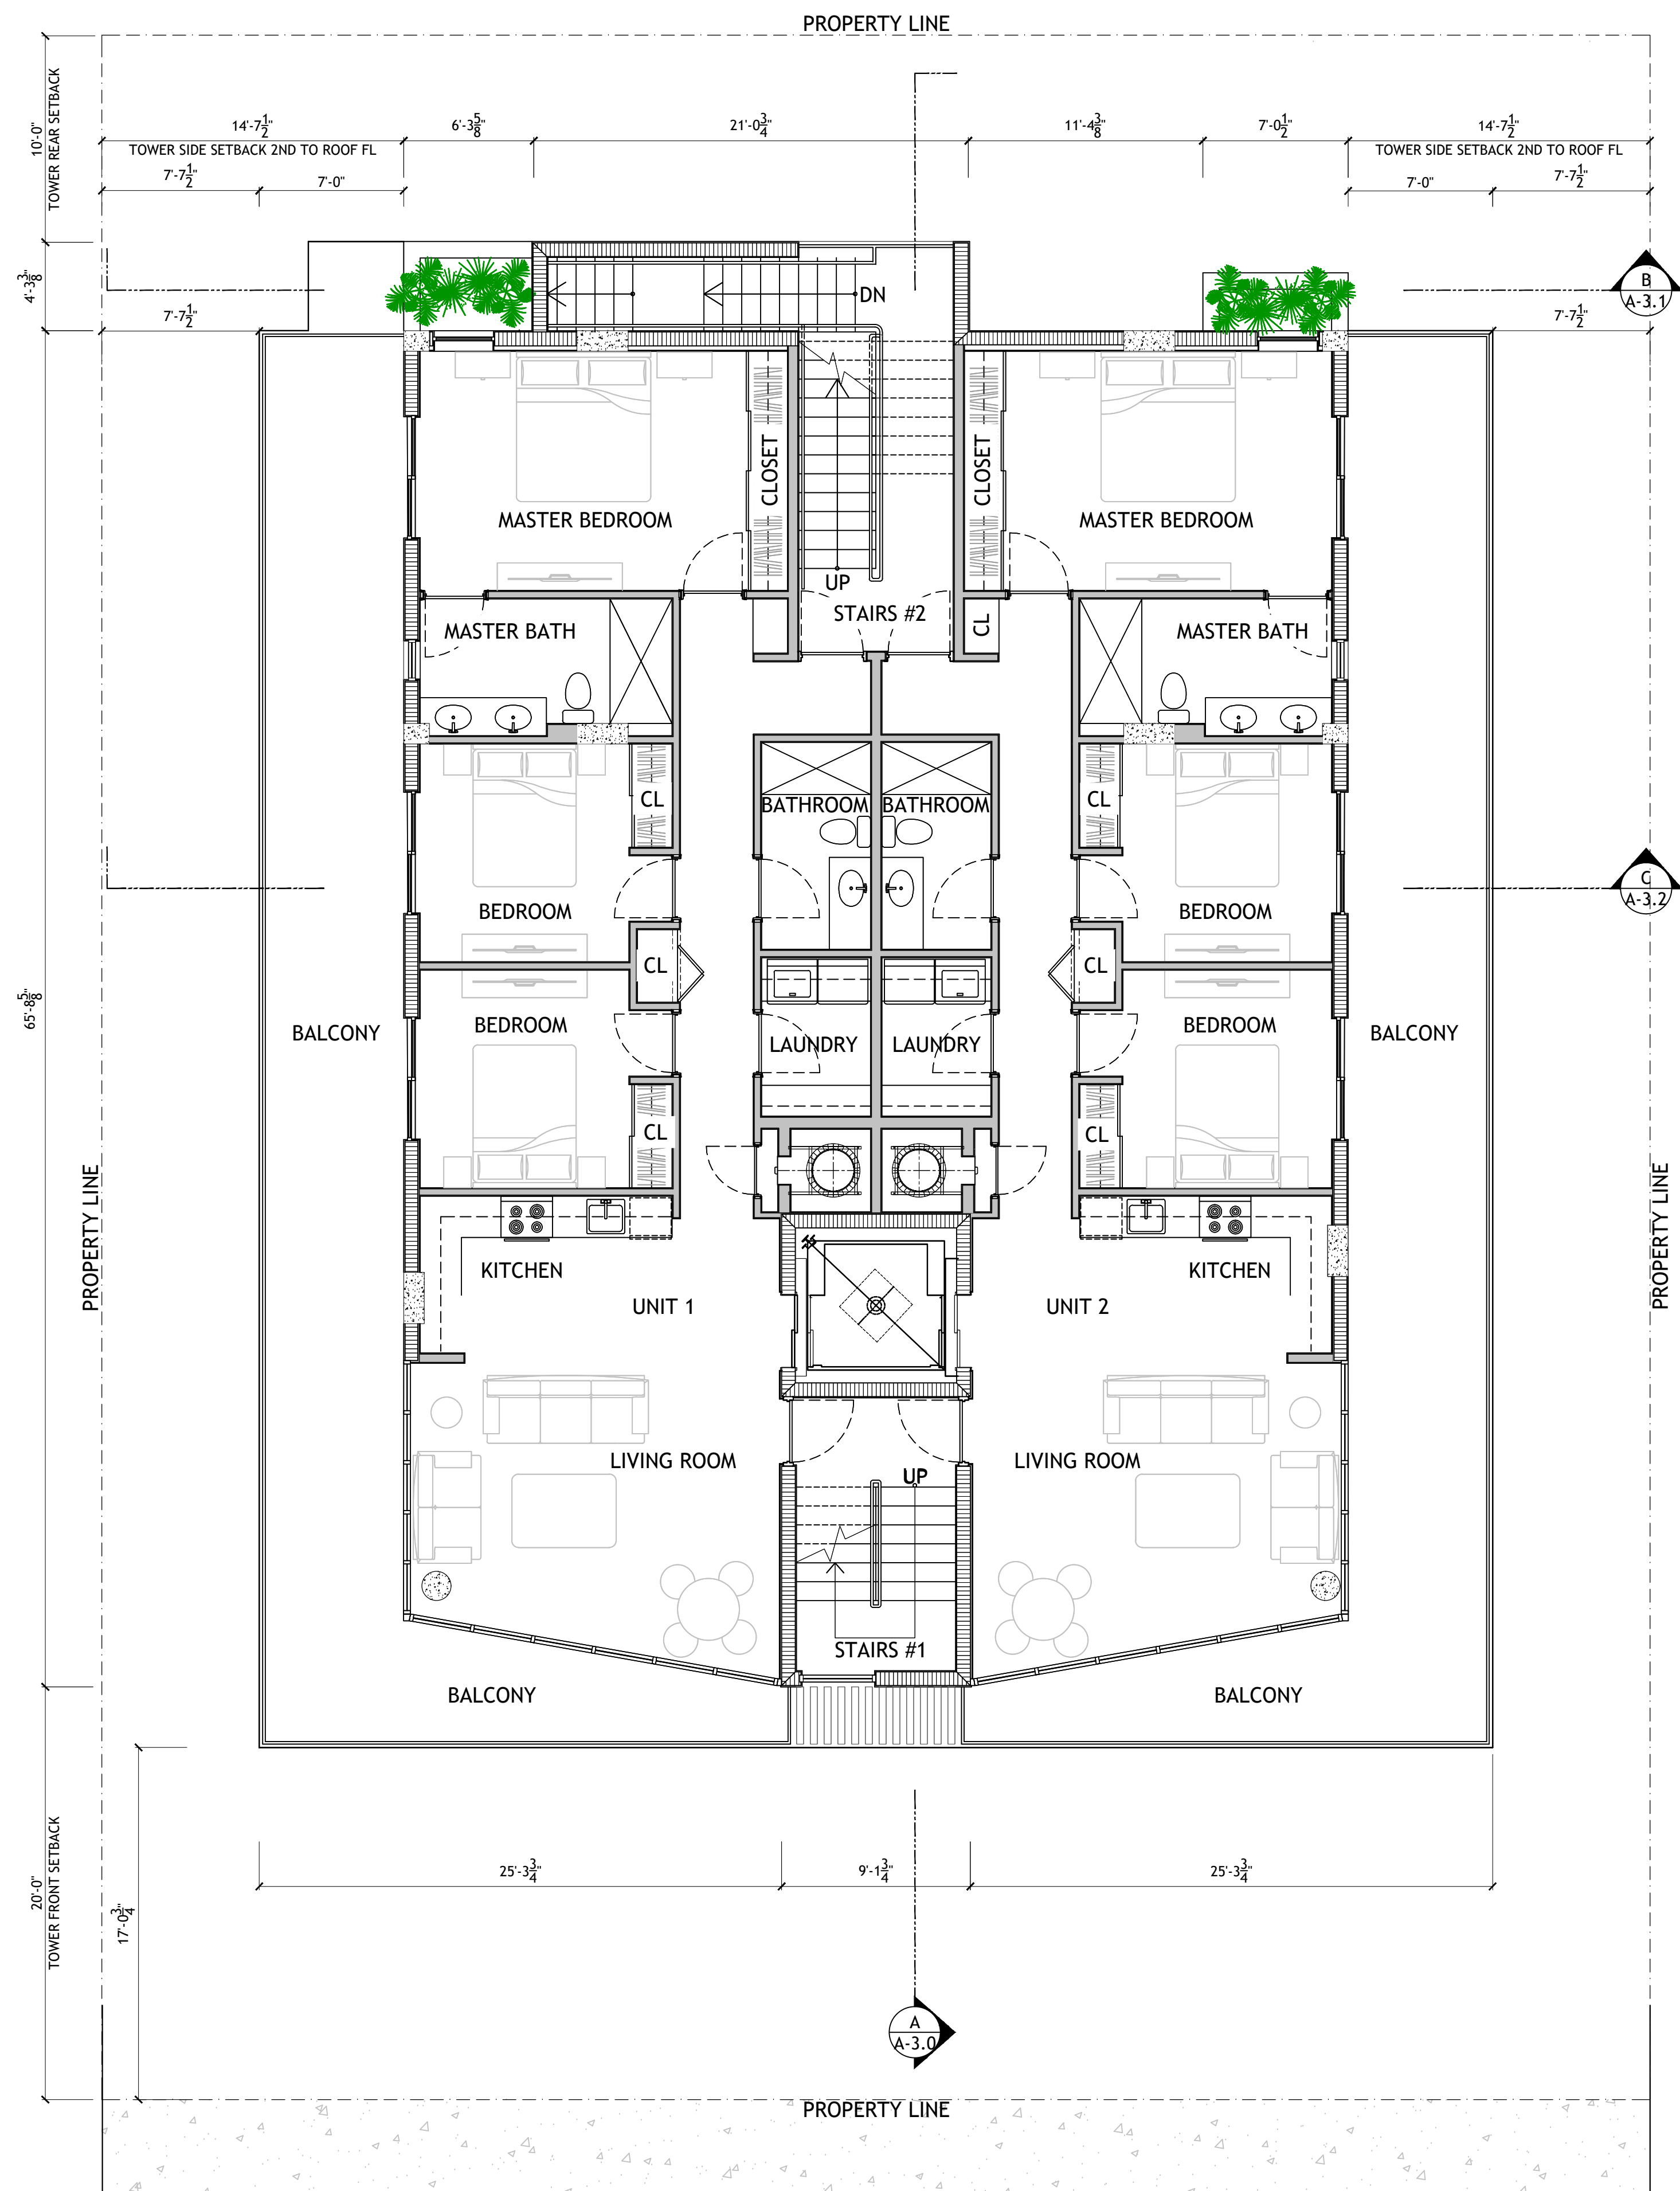 PROPERTY LINE
10'-0"
TOWER REAR SETBACK
14'-7 1/2"
6'-3 5/8"
21'-0 3/4"
11'-4 3/8"
7'-0 1/2"
14'-7 1/2"
TOWER SIDE SETBACK 2ND TO ROOF FL
TOWER SIDE SETBACK 2ND TO ROOF FL
7'-7 1/2"
7'-0"
7'-0"
7'-7 1/2"
4'-3 3/8"
DN
B
A-3.1
7'-7 1/2"
7'-7 1/2"
CLOSET
CLOSET
MASTER BEDROOM
MASTER BEDROOM
UP
STAIRS #2
CL
MASTER BATH
MASTER BATH
CL
BATHROOM
BATHROOM
CL
C
A-3.2
BEDROOM
BEDROOM
CL
CL
65'-8 5/8"
BALCONY
BEDROOM
LAUNDRY
LAUNDRY
BEDROOM
BALCONY
CL
CL
PROPERTY LINE
PROPERTY LINE
KITCHEN
KITCHEN
UNIT 1
UNIT 2
LIVING ROOM
LIVING ROOM
UP
STAIRS #1
BALCONY
BALCONY
25'-3 3/4"
9'-1 3/4"
25'-3 3/4"
20'-0"
TOWER FRONT SETBACK
17'-0 3/4"
A
A-3.0
PROPERTY LINE